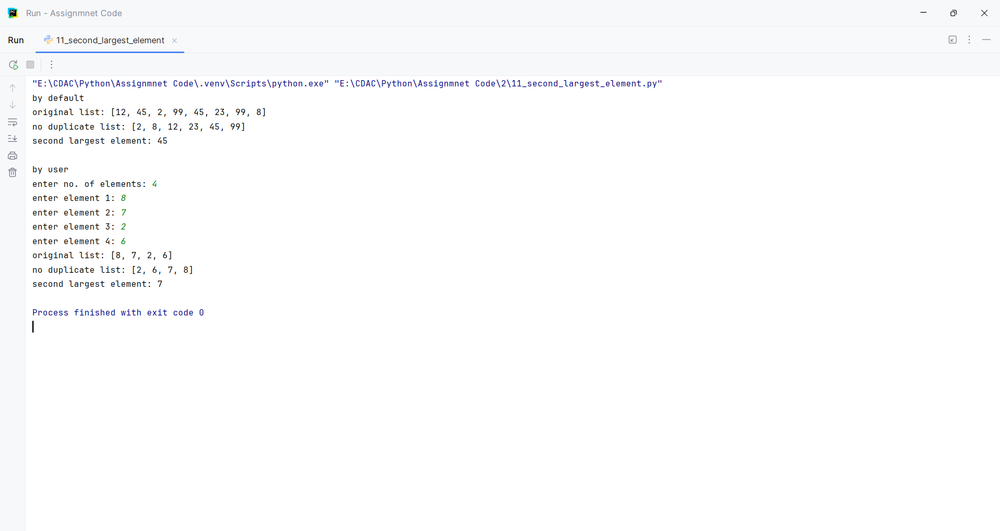 Run - Assignmnet Code
Run 11_second_largest_element
"E:\CDAC\Python\Assignmnet Code\.venv\Scripts\python.exe" "E:\CDAC\Python\Assignmnet Code\2\11_second_largest_element.py"
by default
original list: [12, 45, 2, 99, 45, 23, 99, 8]
no duplicate list: [2, 8, 12, 23, 45, 99]
second largest element: 45
by user
enter no. of elements: 4
enter element 1: 8
enter element 2: 7
enter element 3: 2
enter element 4: 6
original list: [8, 7, 2, 6]
no duplicate list: [2, 6, 7, 8]
second largest element: 7
Process finished with exit code 0